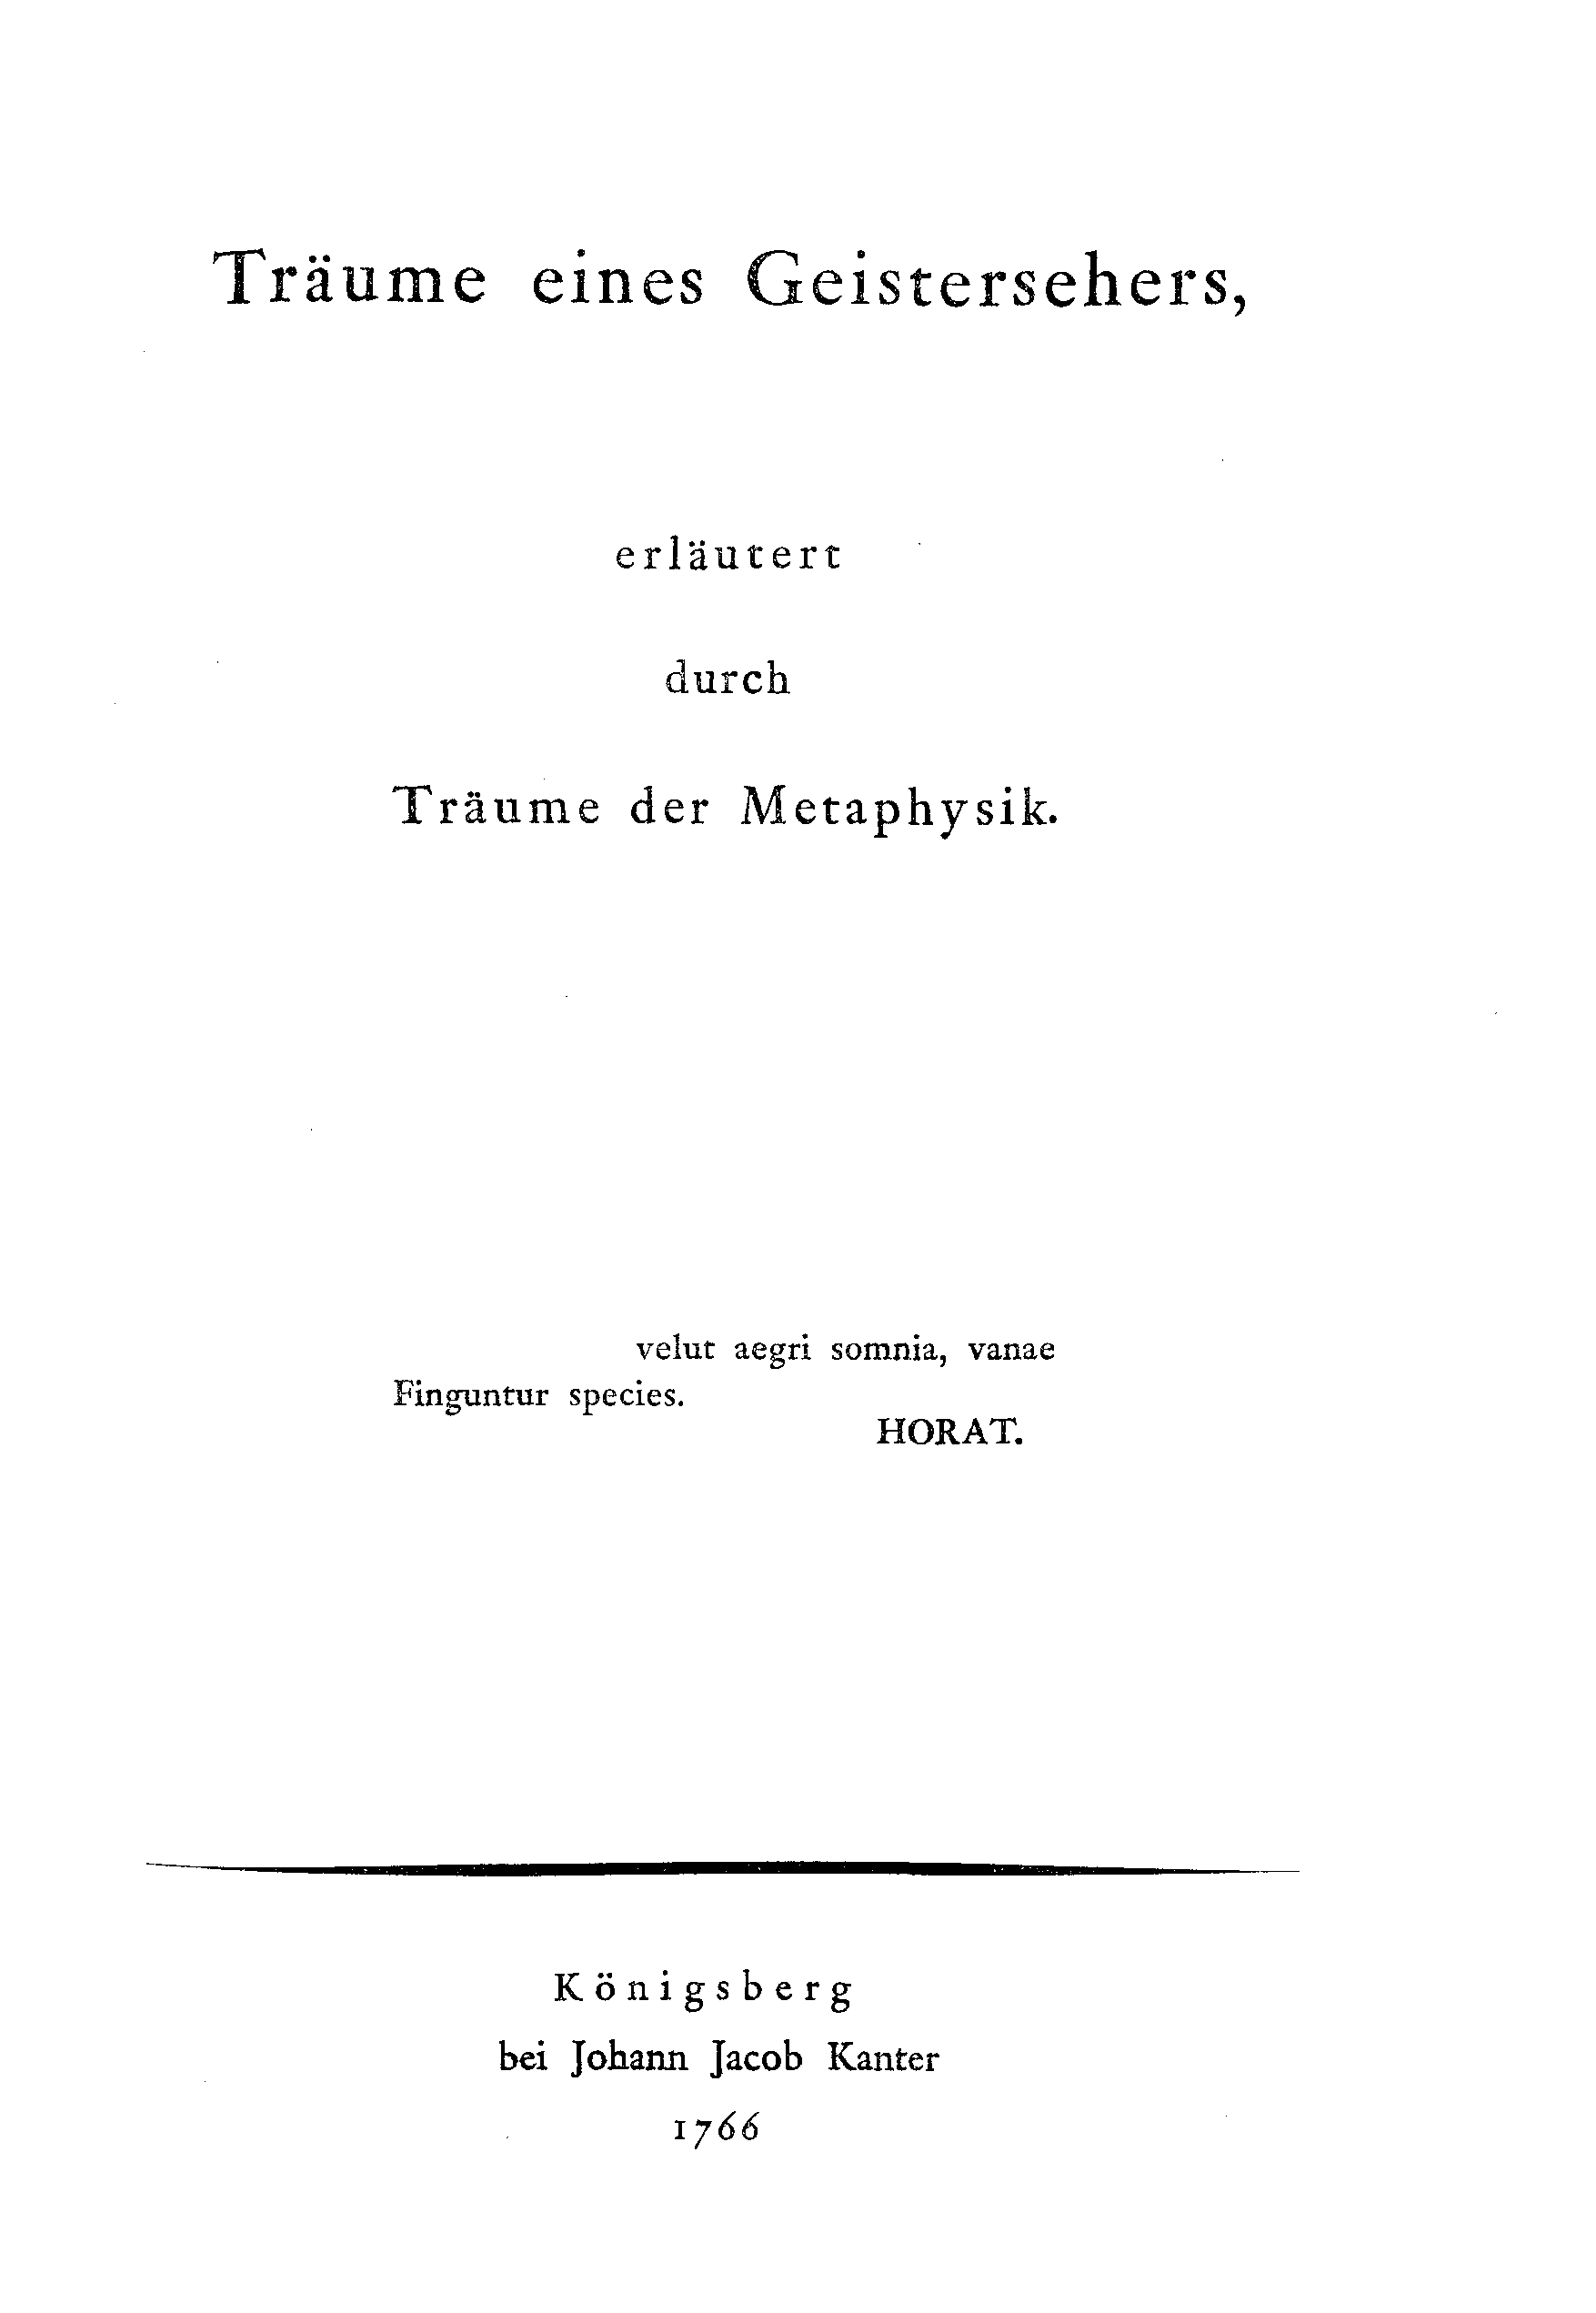 Träume eines Geistersehers,
erläutert
durch
Träume der Metaphysik.
velut aegri somnia, vanae
Finguntur species.
HORAT.
Königsberg
bei Johann Jacob Kanter
1766